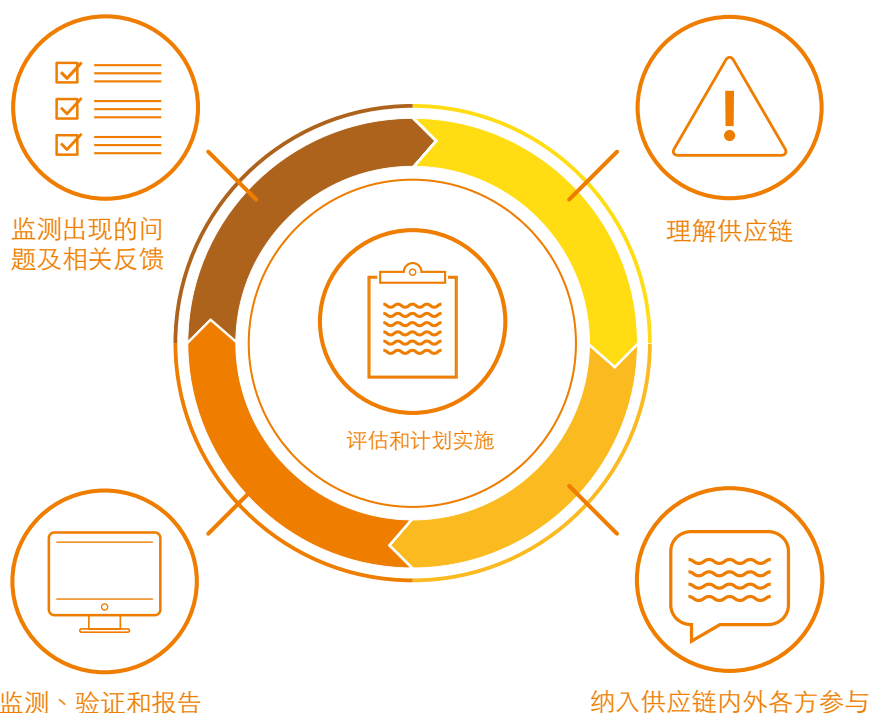 监测出现的问
题及相关反馈
理解供应链
评估和计划实施
监测、验证和报告
纳入供应链内外各方参与